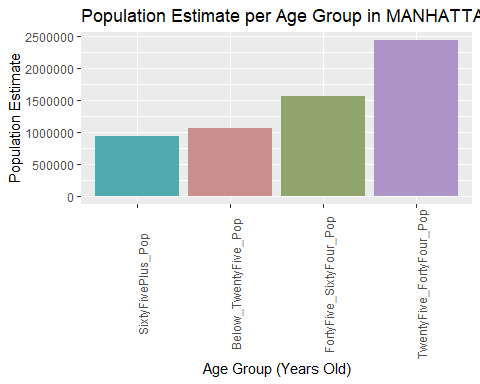 Population Estimate per Age Group in MANHATTA
Population Estimate
2500000
2000000
1500000
1000000
500000
0
SixtyFivePlus_Pop
Below_TwentyFive_Pop
FortyFive_SixtyFour_Pop
TwentyFive_FortyFour_Pop
Age Group (Years Old)